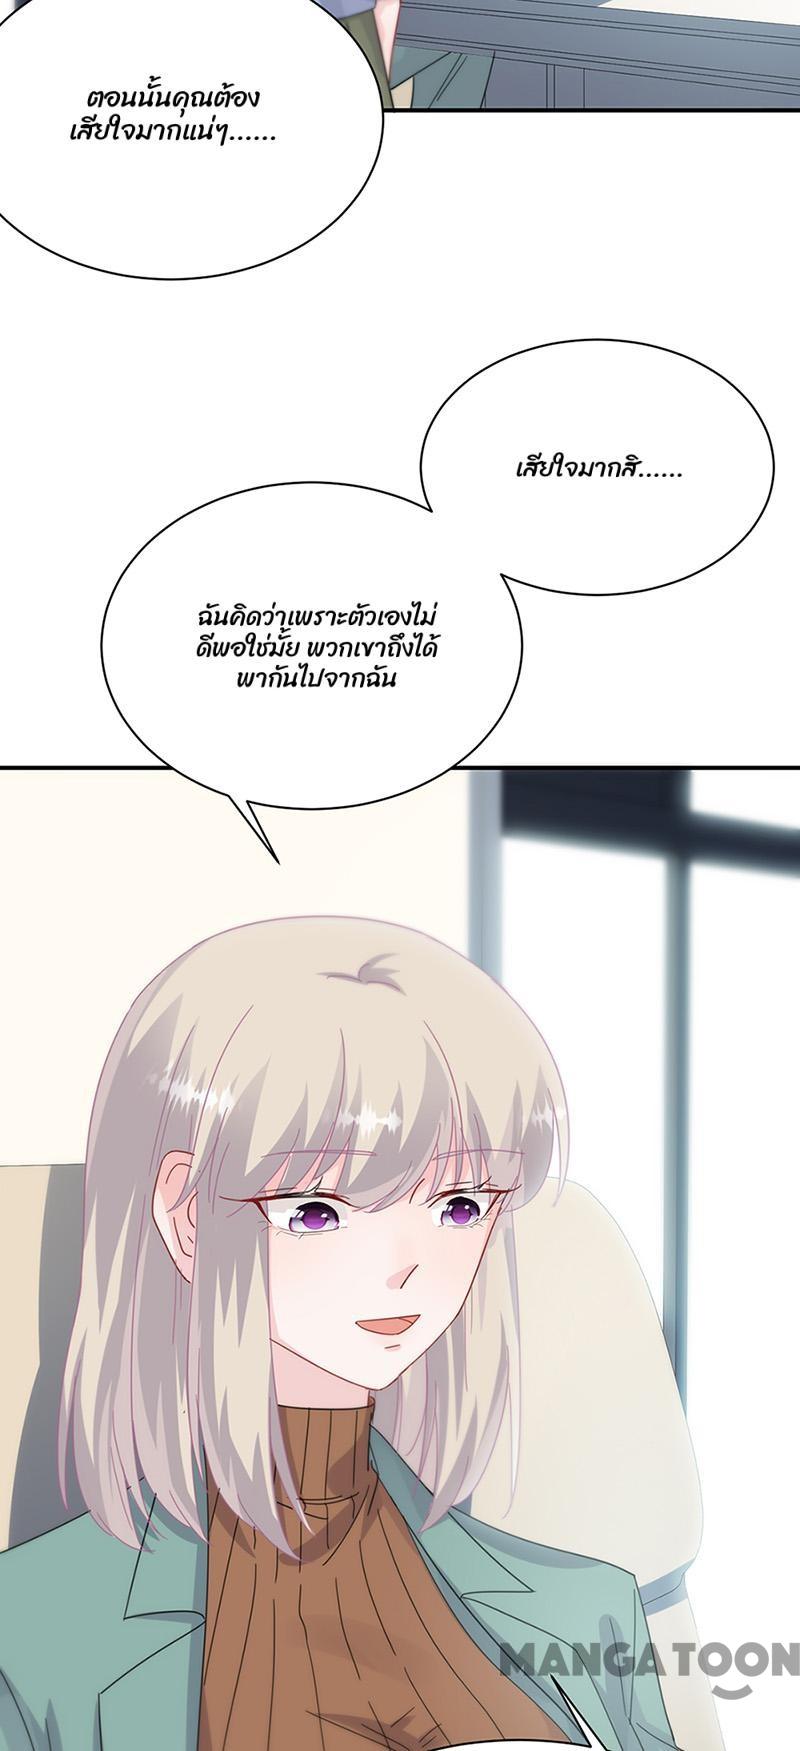 ตอนนั้นคุณต้อง
เสียใจมากแน่ๆ......
เสียใจมากสิ......
ฉันคิดว่าเพราะตัวเองไม่
ดีพอใช่มั้ย พวกเขาถึงได้
พากันไปจากฉัน
MANGATOON